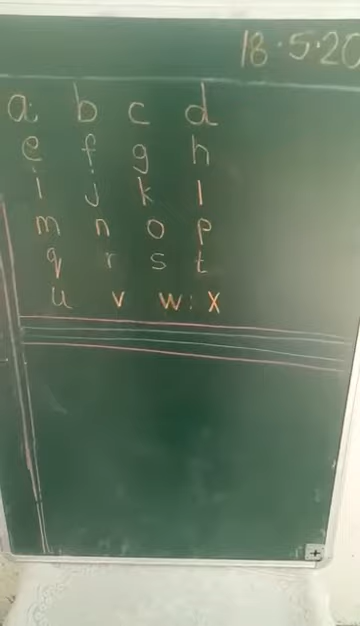 18.5.20
a b c d
e f g h
i j k l
m n o p
q r s t
u v w x